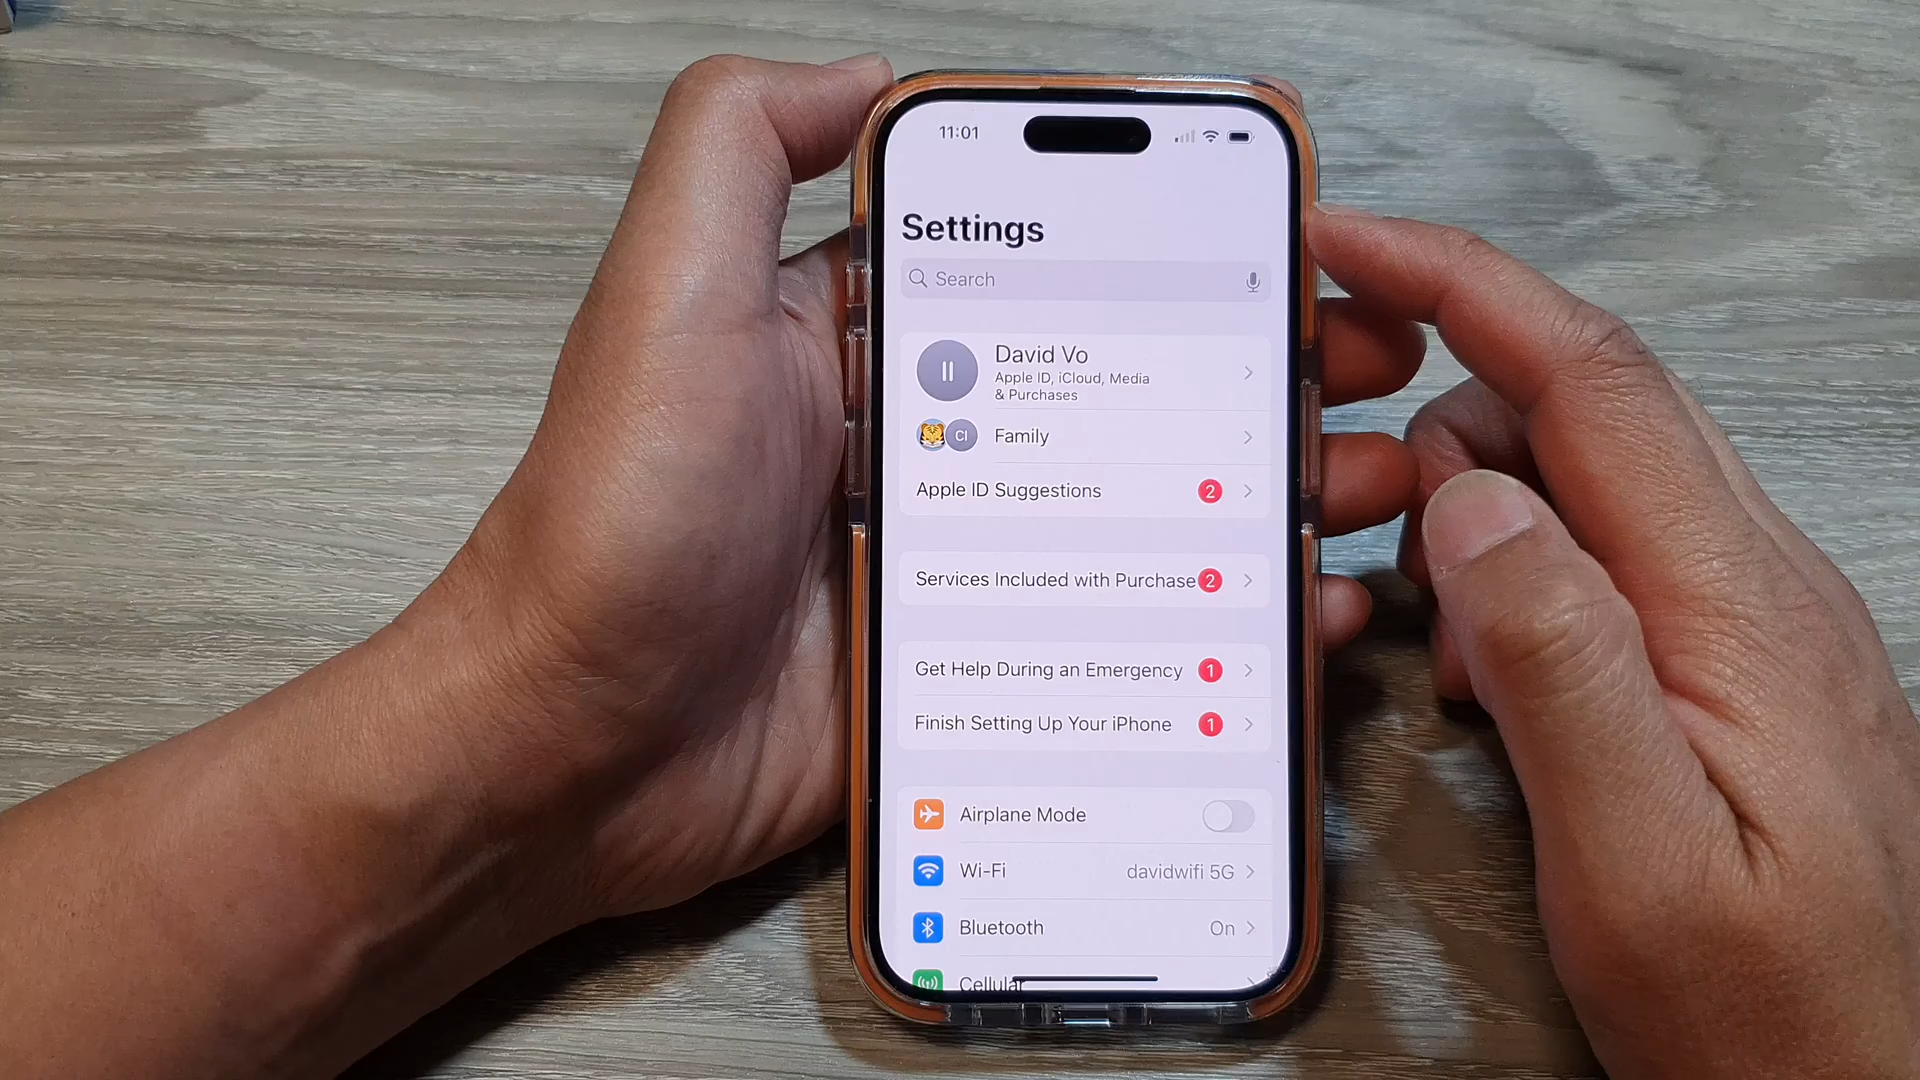 11:01
Settings
Search
David Vo
Apple ID, iCloud, Media
& Purchases
CI
Family
Apple ID Suggestions 2
Services Included with Purchase 2
Get Help During an Emergency 1
Finish Setting Up Your iPhone 1
Airplane Mode
Wi-Fi davidwifi 5G
Bluetooth On
Cellular